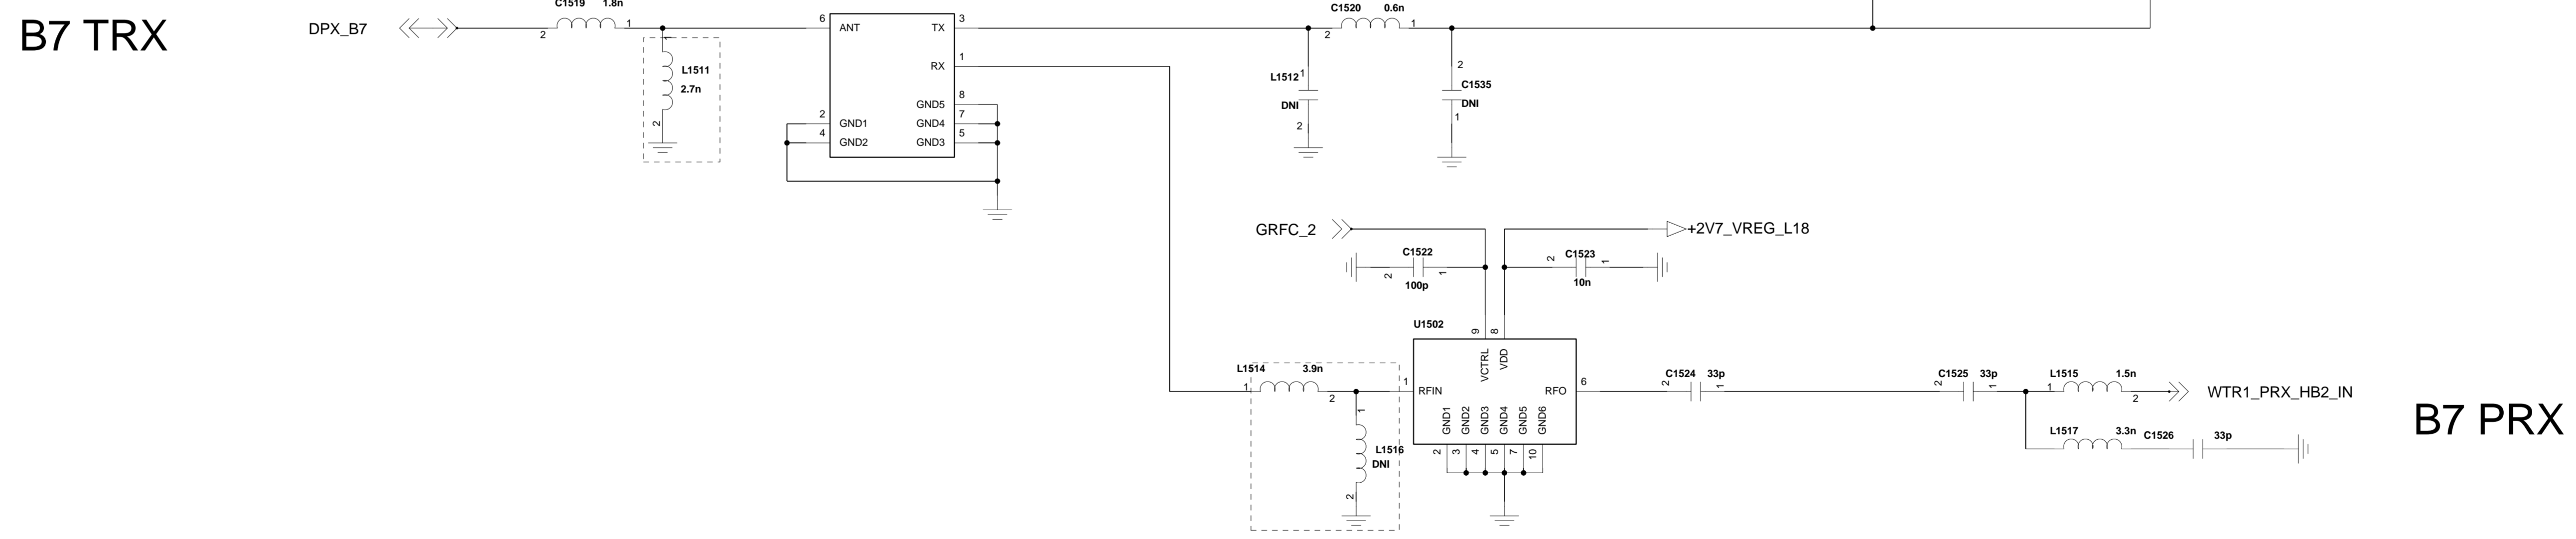 C1519 1.8n
B7 TRX
DPX_B7
2
1
6
ANT
TX
3
C1520 0.6n
2
1
RX
1
1
L1511
2.7n
2
GND5
8
2
GND1
GND4
7
4
GND2
GND3
5
L1512
1
DNI
2
2
C1535
DNI
1
GRFC_2
+2V7_VREG_L18
C1522
2
1
100p
C1523
2
1
10n
U1502
9
8
VCTRL
VDD
L1514 3.9n
1
2
1
RFIN
RFO
6
C1524 33p
2
1
C1525 33p
2
1
L1515 1.5n
1
2
WTR1_PRX_HB2_IN
B7 PRX
1
L1516
DNI
2
GND1
GND2
GND3
GND4
GND5
GND6
2
3
4
5
7
10
L1517 3.3n
C1526 33p